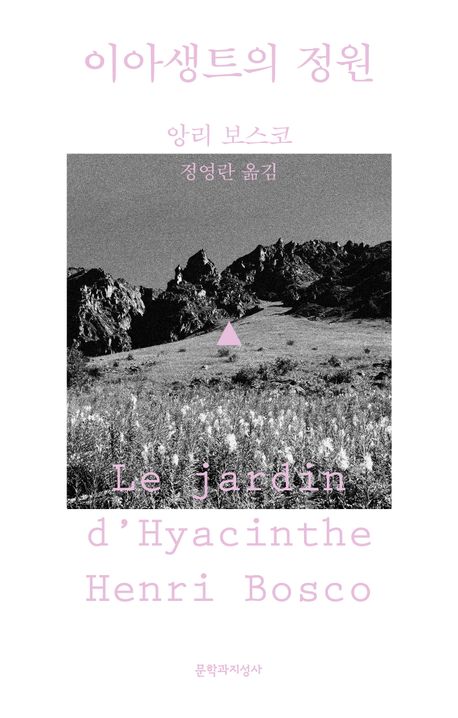 이아생트의 정원
앙리 보스코
정영란 옮김
Le jardin
d’Hyacinthe
Henri Bosco
문학과지성사